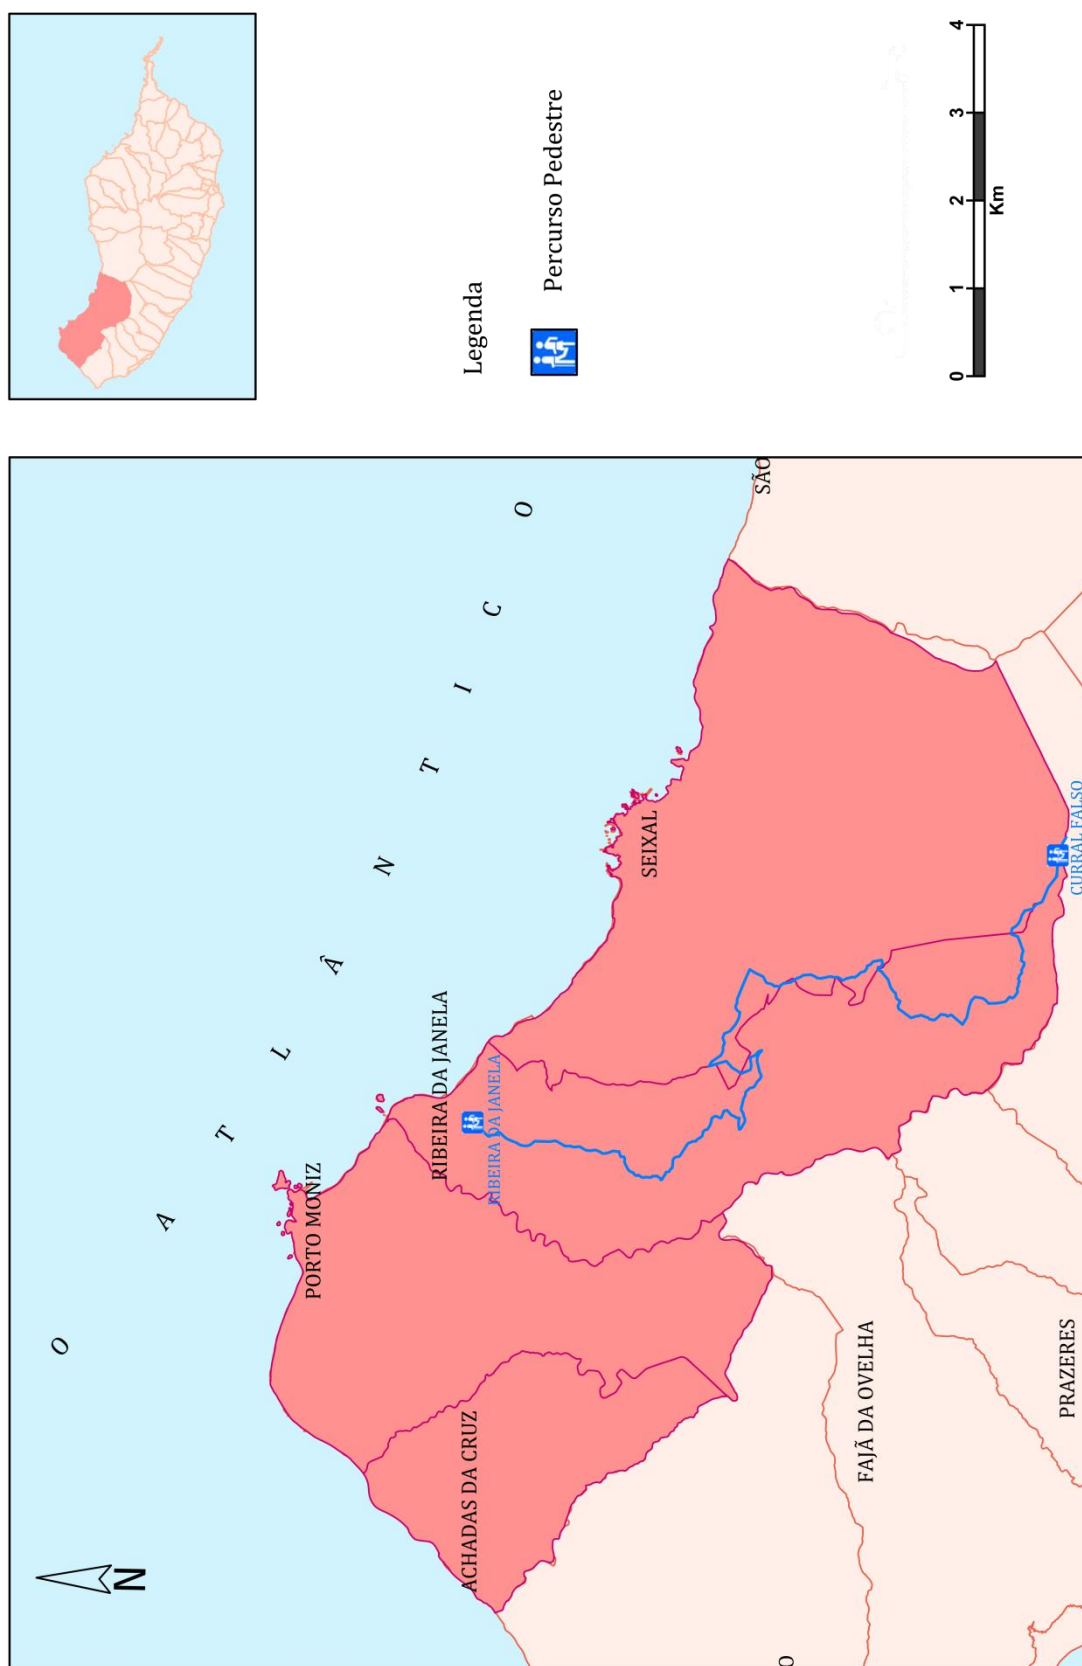 O
A
T
L
Â
N
T
I
C
O
PORTO MONIZ
RIBEIRA DA JANELA
RIBEIRA DA JANELA
ACHADAS DA CRUZ
SEIXAL
SÃO
FAJÃ DA OVELHA
PRAZERES
CURRAL FALSO
O
N
Legenda
Percurso Pedestre
0 1 2 3 4
Km